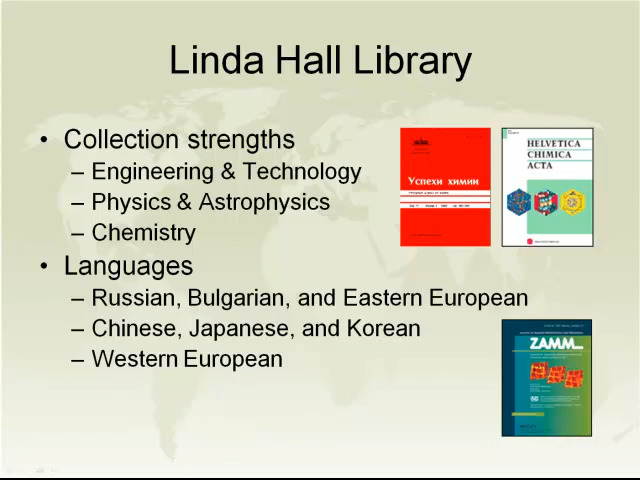 Linda Hall Library
• Collection strengths
– Engineering & Technology
– Physics & Astrophysics
– Chemistry
• Languages
– Russian, Bulgarian, and Eastern European
– Chinese, Japanese, and Korean
– Western European
Успехи химии
HELVETICA
CHIMICA
ACTA
ZAMM